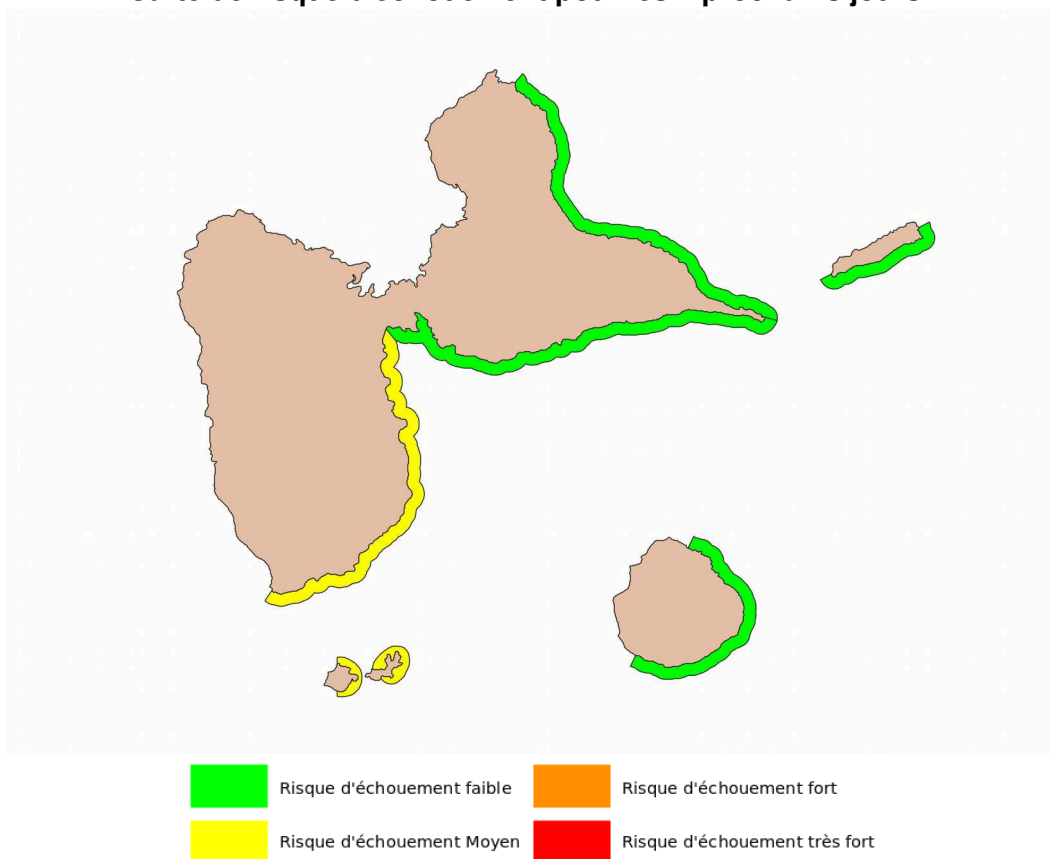 Risque d'échouement faible
Risque d'échouement fort
Risque d'échouement Moyen
Risque d'échouement très fort